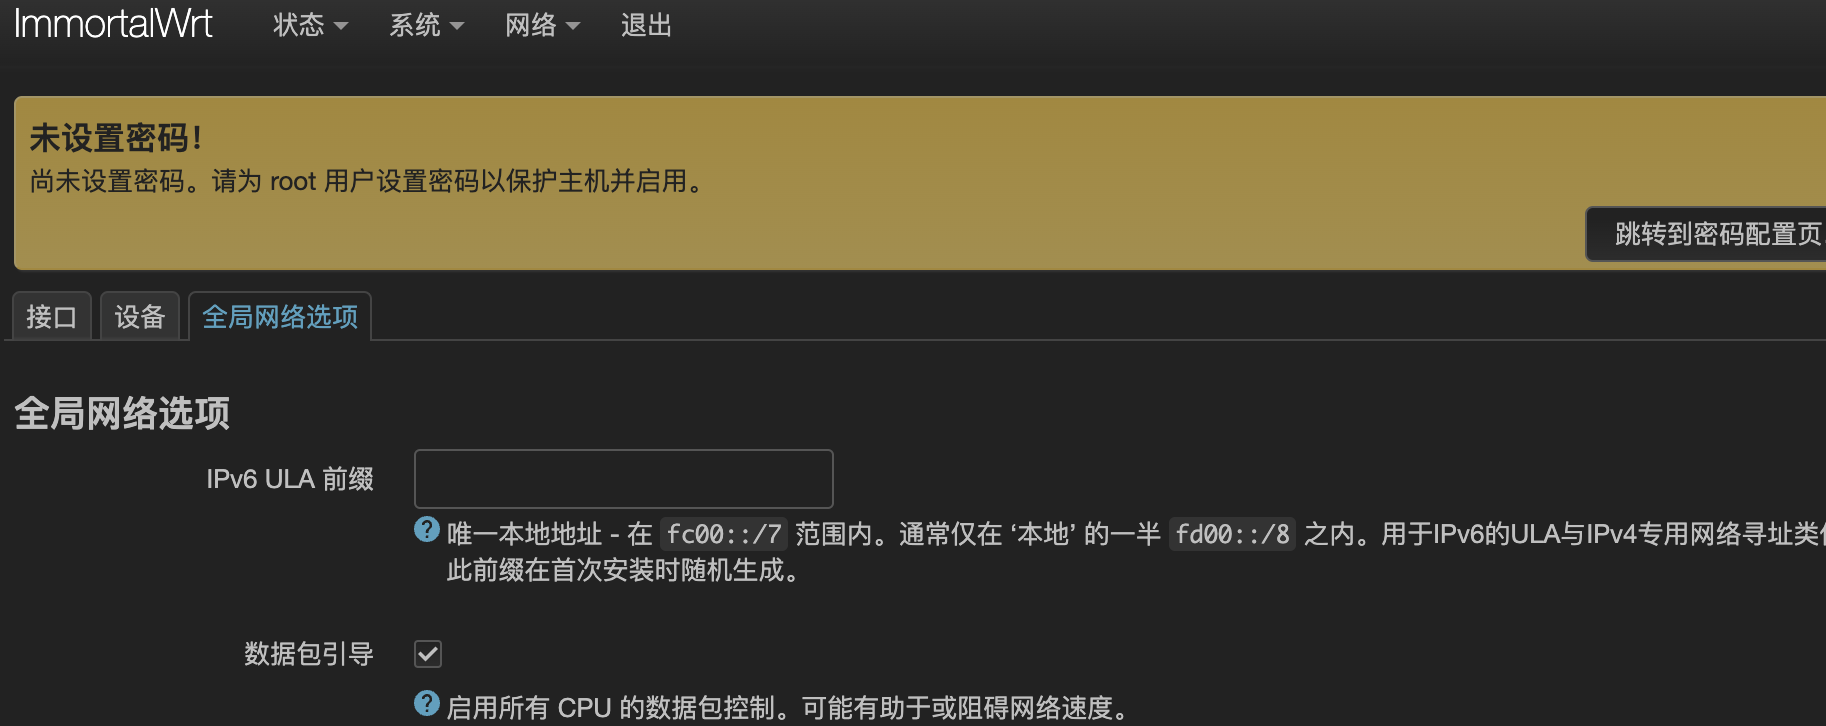 ImmortalWrt 状态 系统 网络 退出
未设置密码！
尚未设置密码。请为 root 用户设置密码以保护主机并启用。
跳转到密码配置页
接口 设备 全局网络选项
全局网络选项
IPv6 ULA 前缀
唯一本地地址 - 在 fc00::/7 范围内。通常仅在 ‘本地’ 的一半 fd00::/8 之内。用于IPv6的ULA与IPv4专用网络寻址类
此前缀在首次安装时随机生成。
数据包引导
启用所有 CPU 的数据包控制。可能有助于或阻碍网络速度。